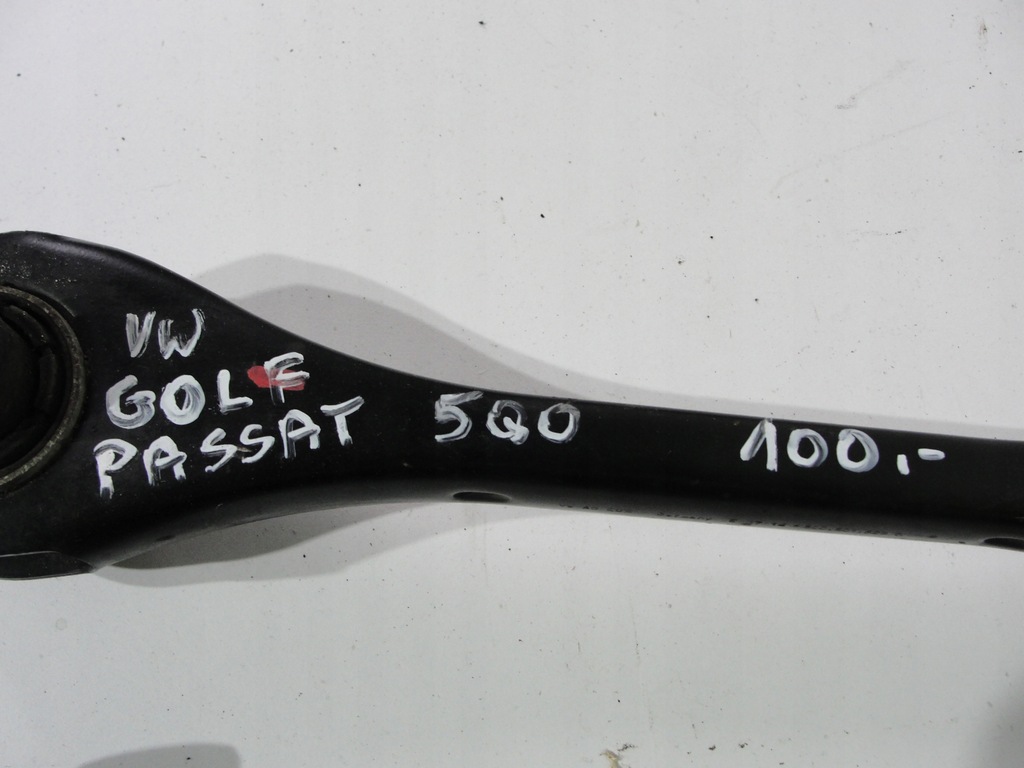 VW
GOLF
PASSAT
5Q0
100.-